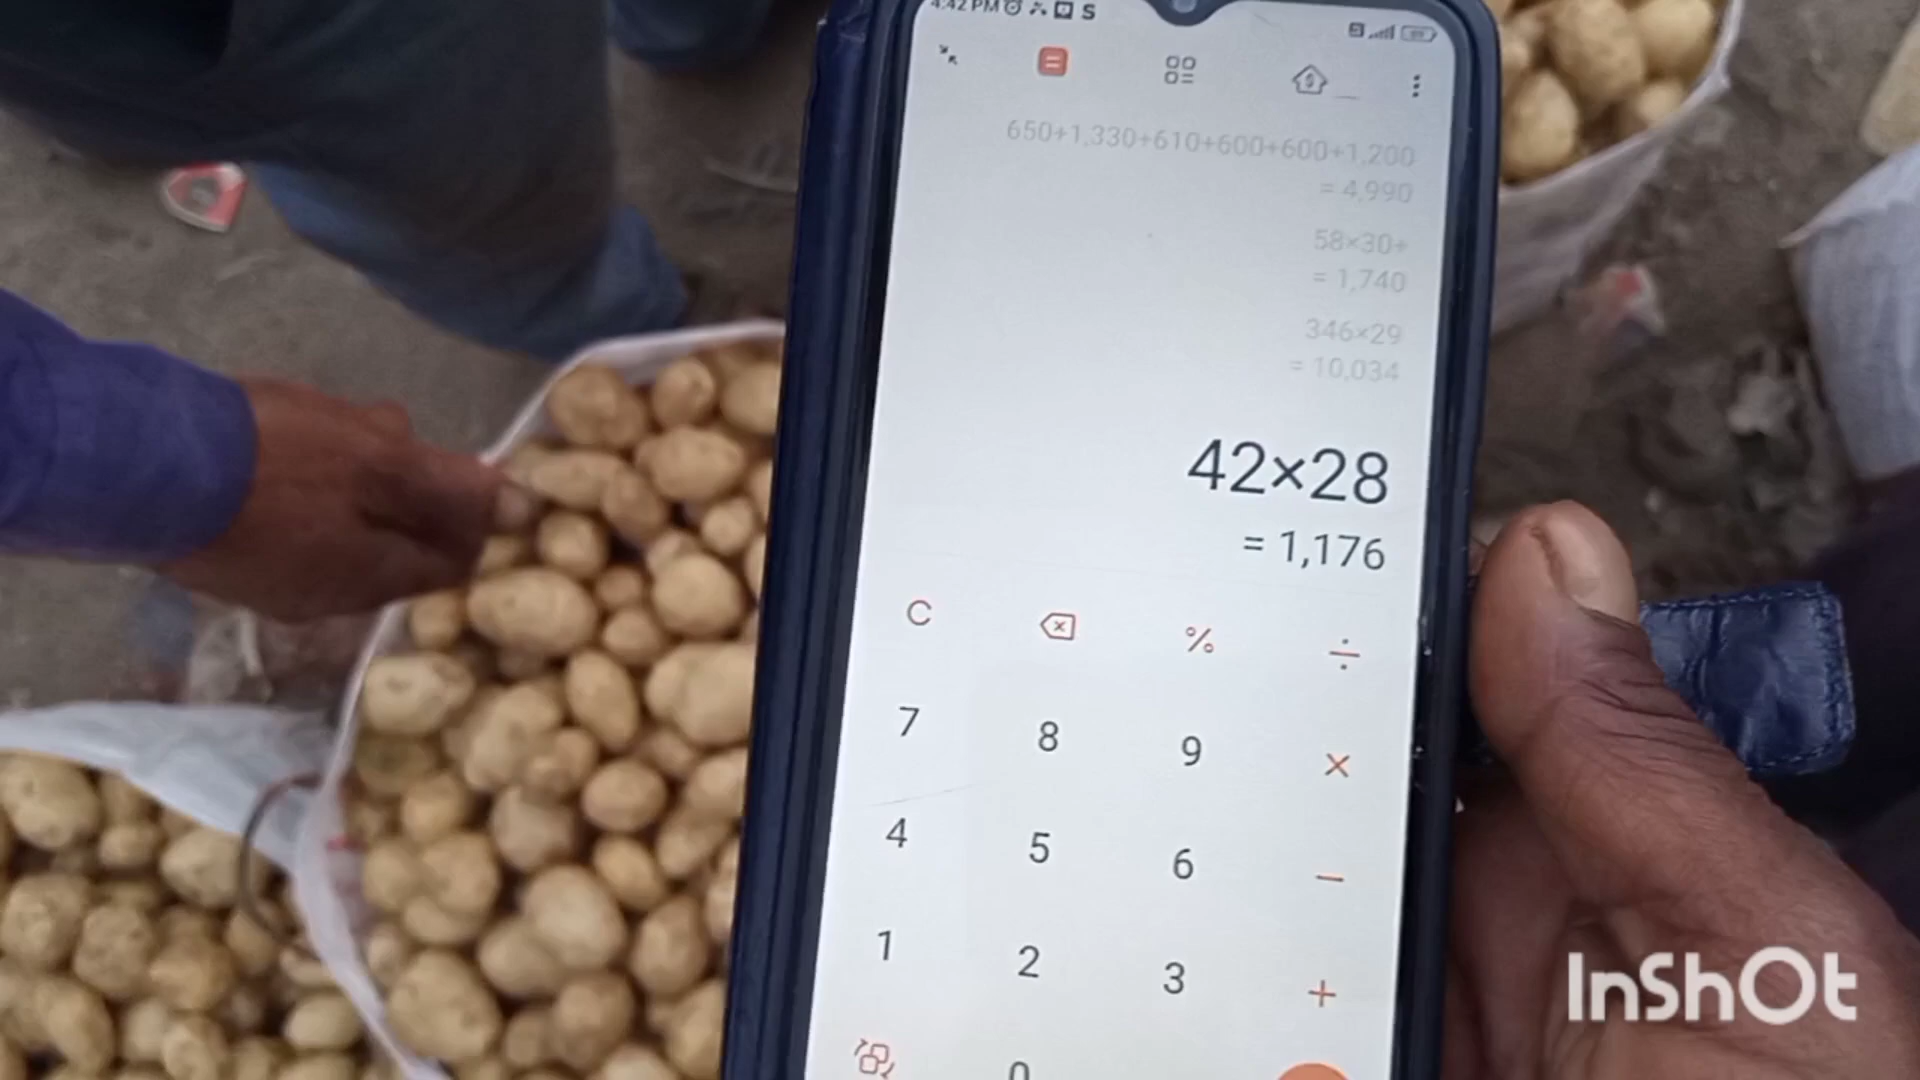 4:42 PM
650+1,330+610+600+600+1,200
= 4,990
58×30+
= 1,740
346×29
= 10,034
42×28
= 1,176
C % ÷
7 8 9 ×
4 5 6 −
1 2 3 +
0
InShOt